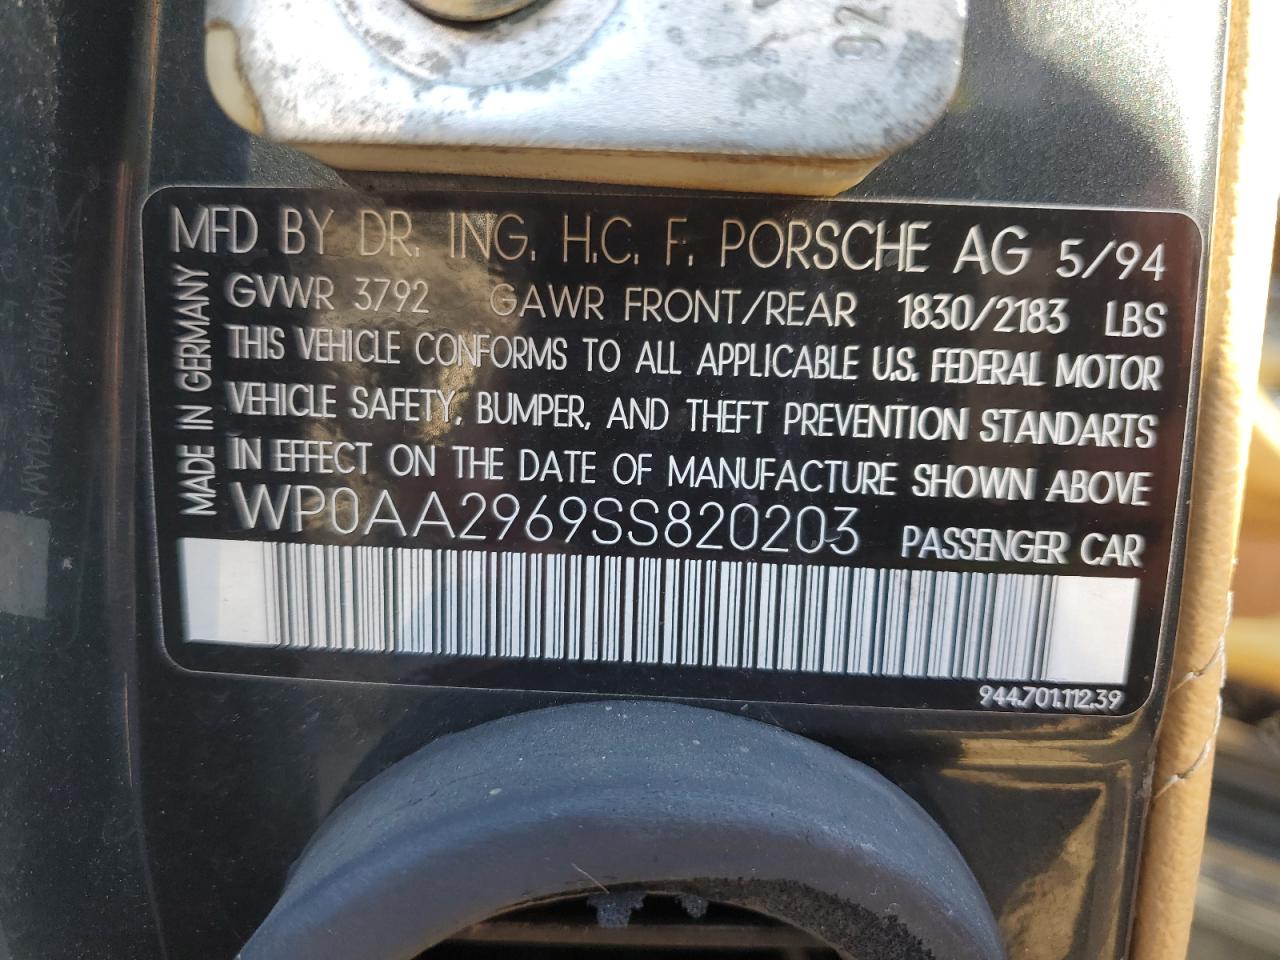 92
MFD BY DR. ING. H.C. F. PORSCHE AG 5/94
GVWR 3792 GAWR FRONT/REAR 1830/2183 LBS
THIS VEHICLE CONFORMS TO ALL APPLICABLE U.S. FEDERAL MOTOR
VEHICLE SAFETY, BUMPER, AND THEFT PREVENTION STANDARTS
IN EFFECT ON THE DATE OF MANUFACTURE SHOWN ABOVE
WP0AA2969SS820203 PASSENGER CAR
MADE IN GERMANY
944.701.112.39